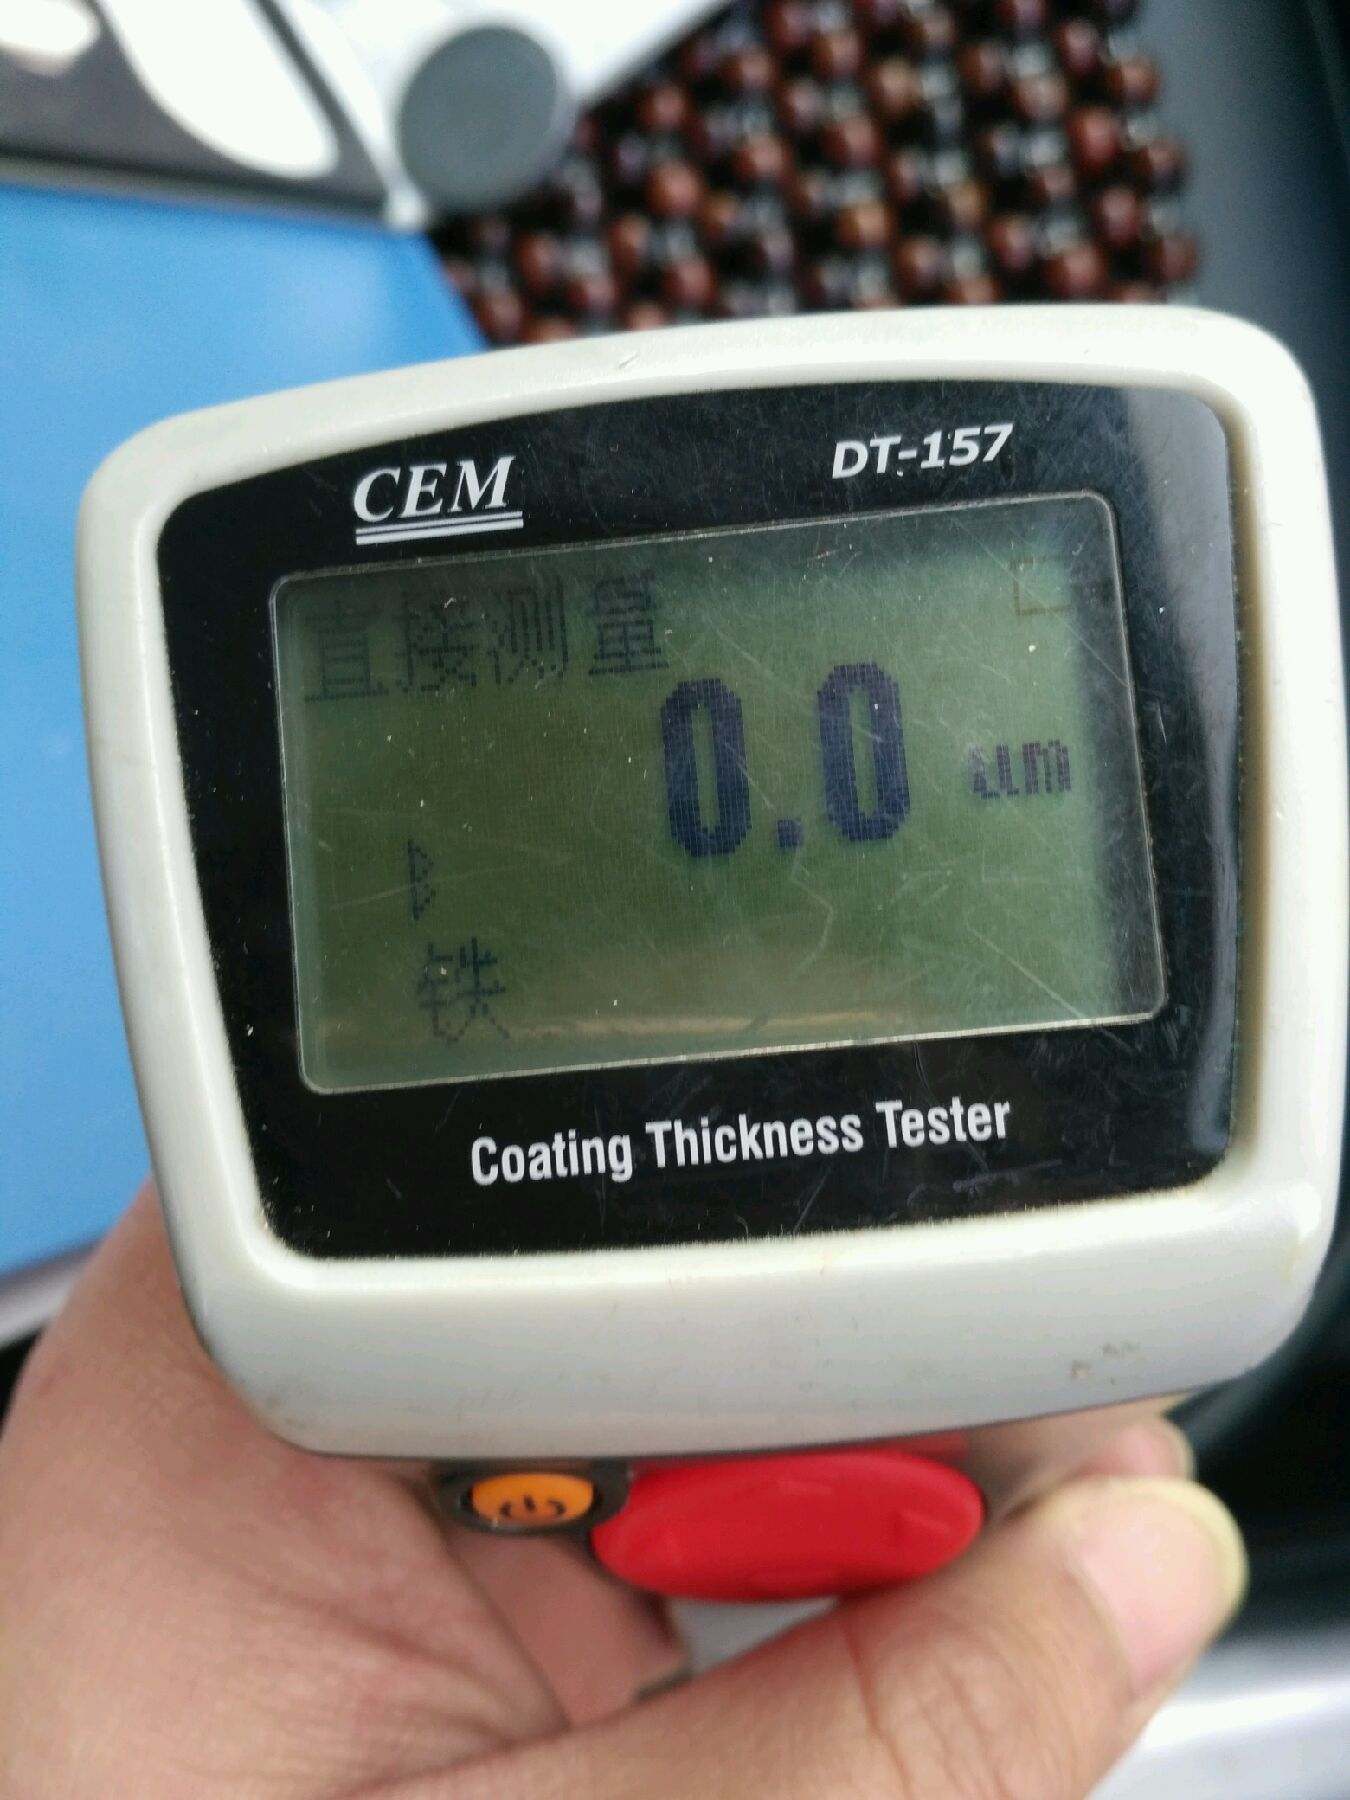 CEM
DT-157
直接测量
0.0 um
铁
Coating Thickness Tester